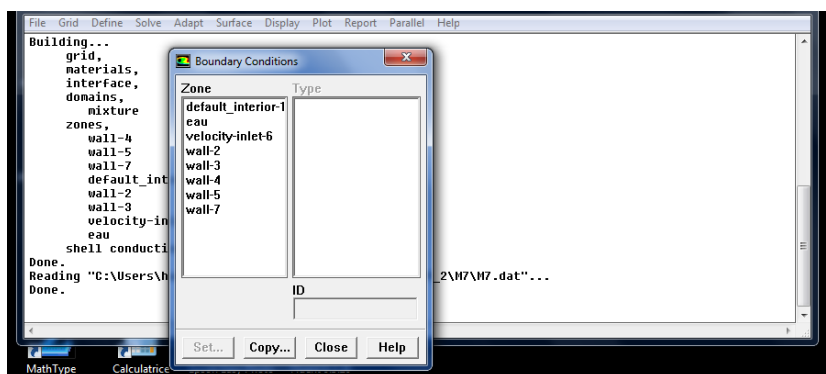 File Grid Define Solve Adapt Surface Display Plot Report Parallel Help
Building...
grid,
materials,
interface,
domains,
mixture
zones,
wall-4
wall-5
wall-7
default_int
wall-2
wall-3
velocity-in
eau
shell conducti
Done.
Reading "C:\Users\h _2\M7\M7.dat"...
Done.
Boundary Conditions
Zone Type
default_interior-1
eau
velocity-inlet-6
wall-2
wall-3
wall-4
wall-5
wall-7
ID
Set... Copy... Close Help
MathType Calculatrice